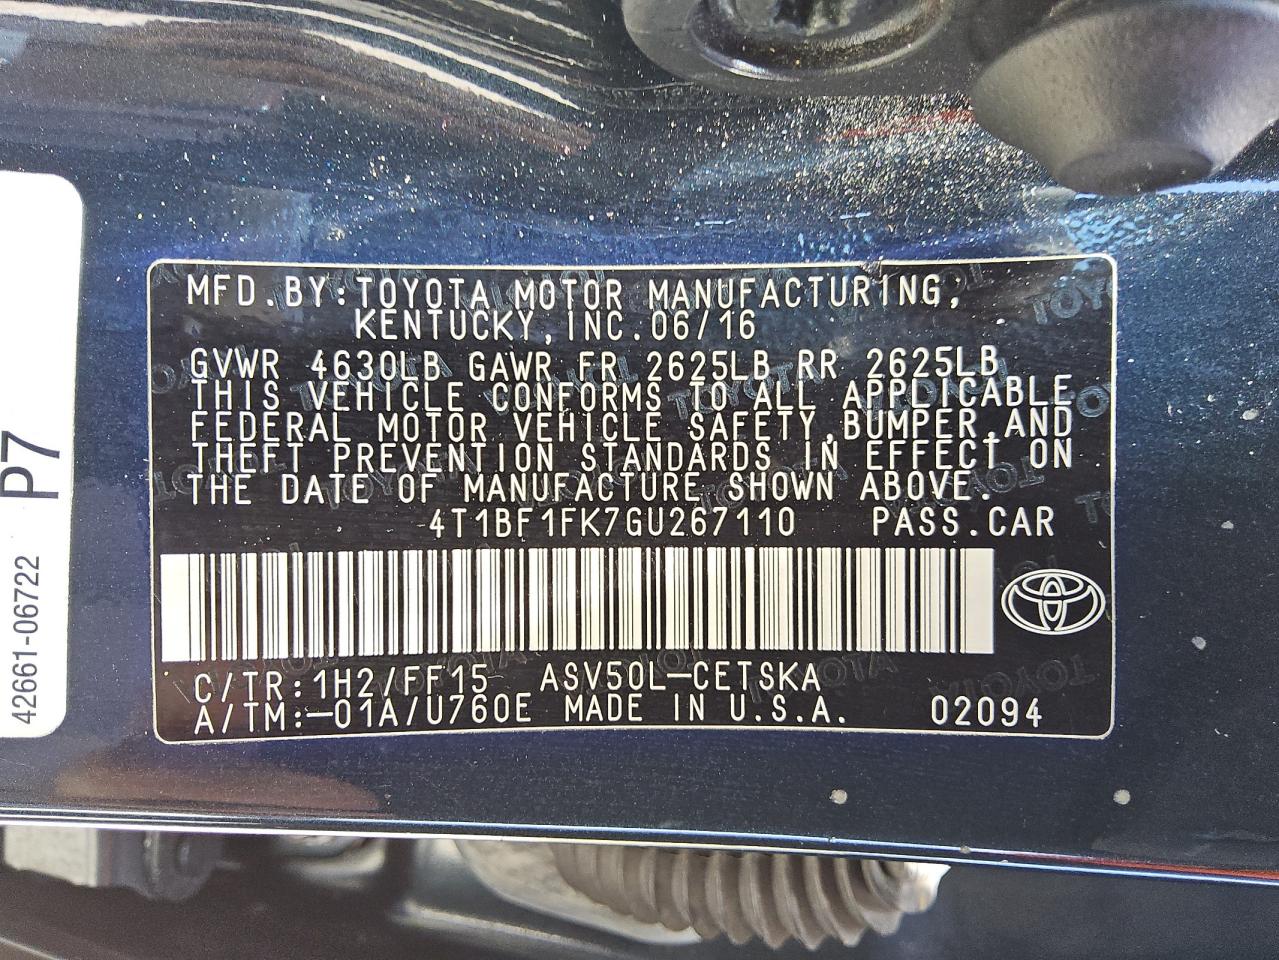 MFD.BY:TOYOTA MOTOR MANUFACTURING,
KENTUCKY,INC.06/16
GVWR 4630LB GAWR FR 2625LB RR 2625LB
THIS VEHICLE CONFORMS TO ALL APPLICABLE
FEDERAL MOTOR VEHICLE SAFETY,BUMPER,AND
THEFT PREVENTION STANDARDS IN EFFECT ON
THE DATE OF MANUFACTURE SHOWN ABOVE.
4T1BF1FK7GU267110 PASS.CAR
C/TR:1H2/FF15 ASV50L-CETSKA
A/TM:-01A/U760E MADE IN U.S.A. 02094
P7
42661-06722